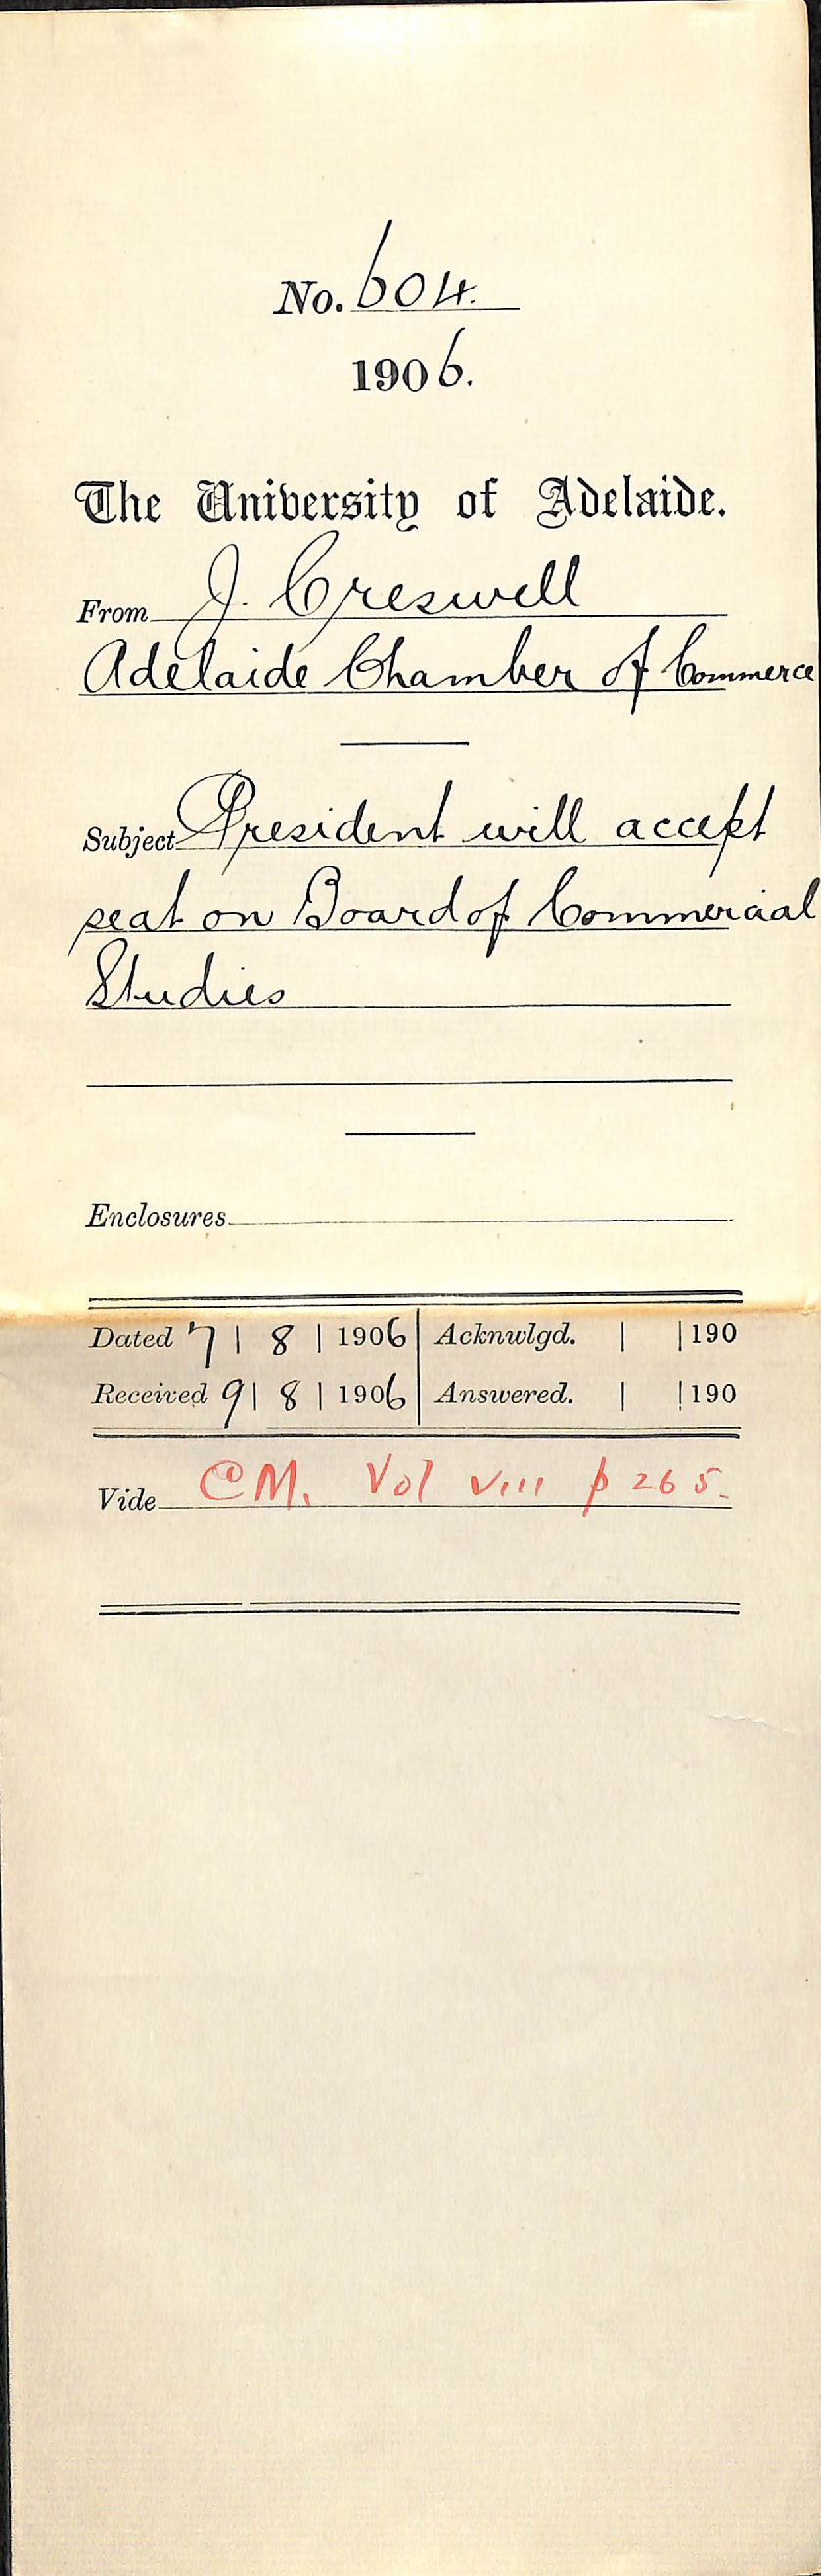 No. 604.
1906.
The University of Adelaide.
From J. Creswell
Adelaide Chamber of Commerce
Subject President will accept
seat on Board of Commercial
Studies
Enclosures
Dated 7 | 8 | 1906 | Acknwlgd. | | 190
Received 9 | 8 | 1906 | Answered. | | 190
Vide CM. Vol VIII p 265.